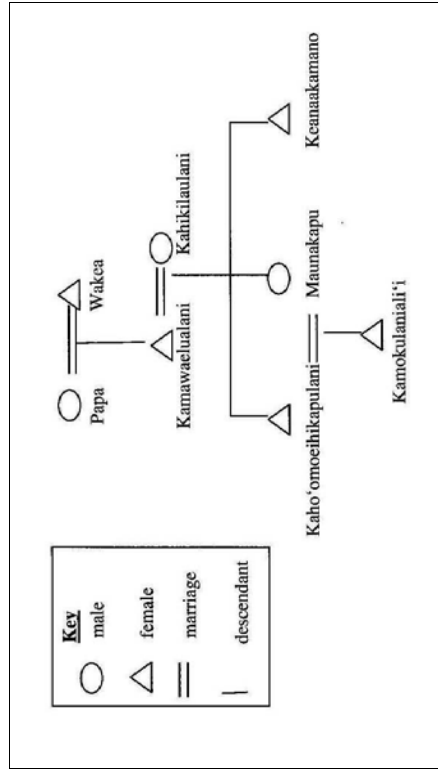 Key
male
female
marriage
descendant
Papa
Wakea
Kamawaelualani
Kahikilaulani
Kaho‘omoeihikapulani
Maunakapu
Keanaakamano
Kamokulaniali‘i